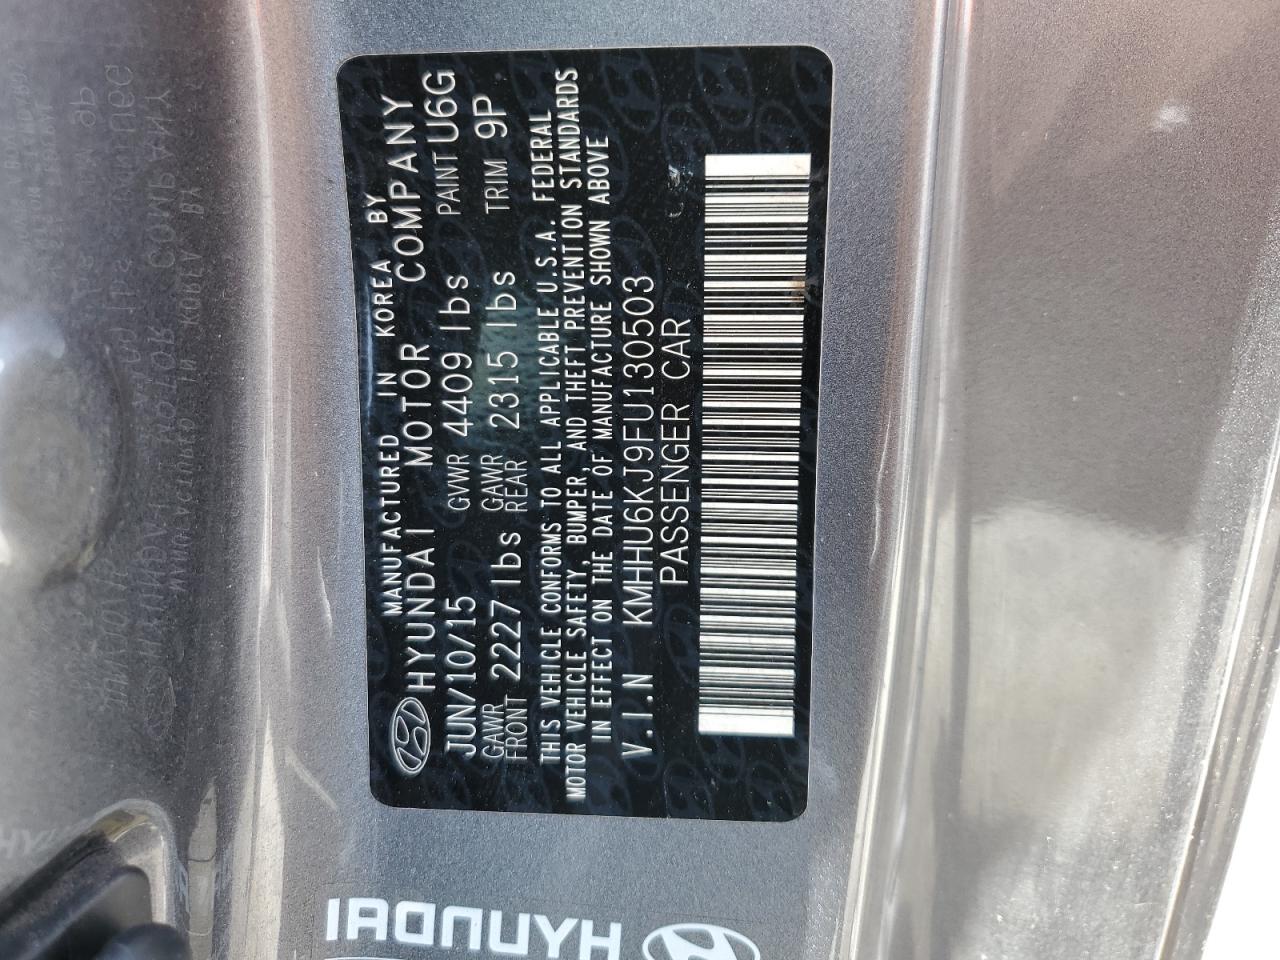 MANUFACTURED IN KOREA BY
HYUNDAI MOTOR COMPANY
JUN/10/15 GVWR 4409 lbs PAINT U6G
GAWR FRONT 2227 lbs GAWR REAR 2315 lbs TRIM 9P
THIS VEHICLE CONFORMS TO ALL APPLICABLE U.S.A. FEDERAL
MOTOR VEHICLE SAFETY, BUMPER, AND THEFT PREVENTION STANDARDS
IN EFFECT ON THE DATE OF MANUFACTURE SHOWN ABOVE
V.I.N KMHHU6KJ9FU130503
PASSENGER CAR
HYUNDAI